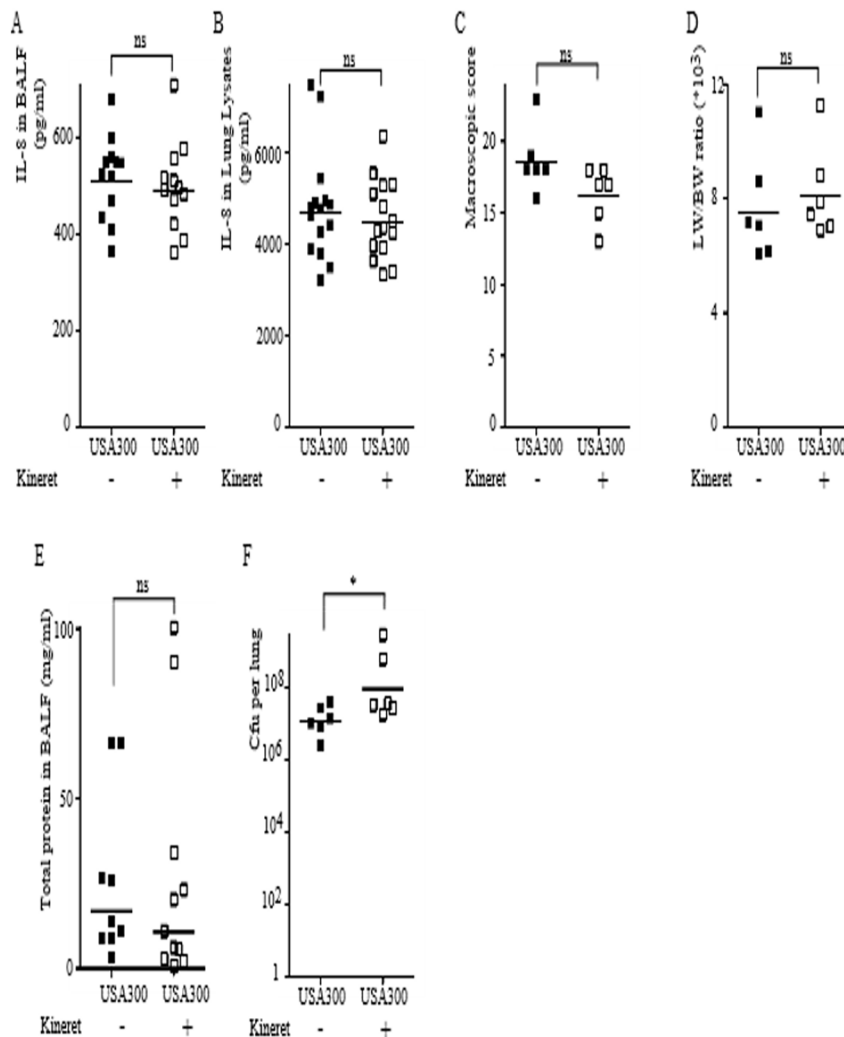 A
ns
IL-8 in BALF
(pg/ml)
600
400
200
0
USA300 USA300
Kineret - +
B
ns
IL-8 in Lung Lysates
(pg/ml)
6000
4000
2000
0
USA300 USA300
Kineret - +
C
ns
Macroscopic score
20
15
10
5
0
USA300 USA300
Kineret - +
D
ns
LW/BW ratio (*10³)
12
8
4
0
USA300 USA300
Kineret - +
E
ns
Total protein in BALF (mg/ml)
100
50
0
USA300 USA300
Kineret - +
F
*
Cfu per lung
10⁸
10⁶
10⁴
10²
1
USA300 USA300
Kineret - +